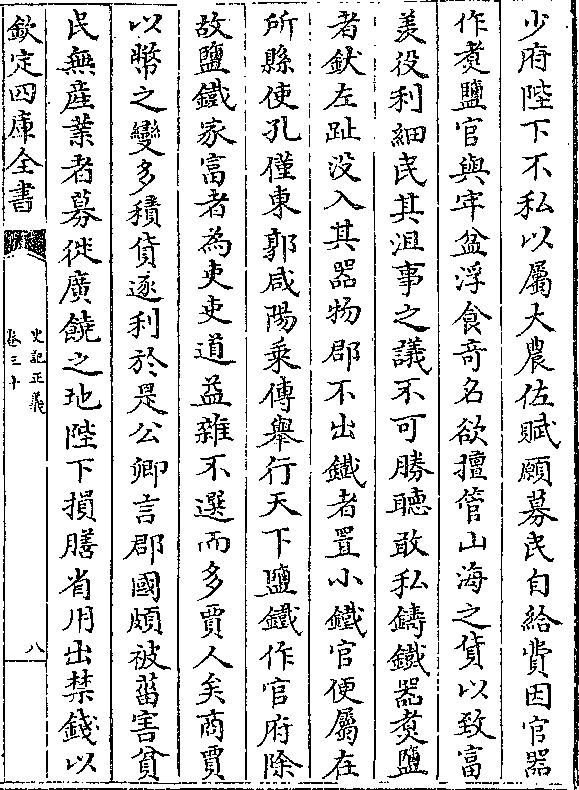 少府陛下不私以屬大農佐賦願募民自給費因官器
作煑鹽官與牢盆浮食竒名欲擅管山海之貨以致富
羡役利細民其沮事之議不可勝聽敢私鑄鐵器煑鹽
者釱左趾没入其器物郡不出鐵者置小鐵官便屬在
所縣使孔僅東郭咸陽乘傳舉行天下鹽鐵作官府除
故鹽鐵家富者為吏吏道益雜不選而多賈人矣商賈
以幣之變多積貨逐利於是公卿言郡國頗被菑害貧
民無産業者募徙廣饒之地陛下損膳省用出禁錢以
欽定四庫全書
史記正義
卷三十
八